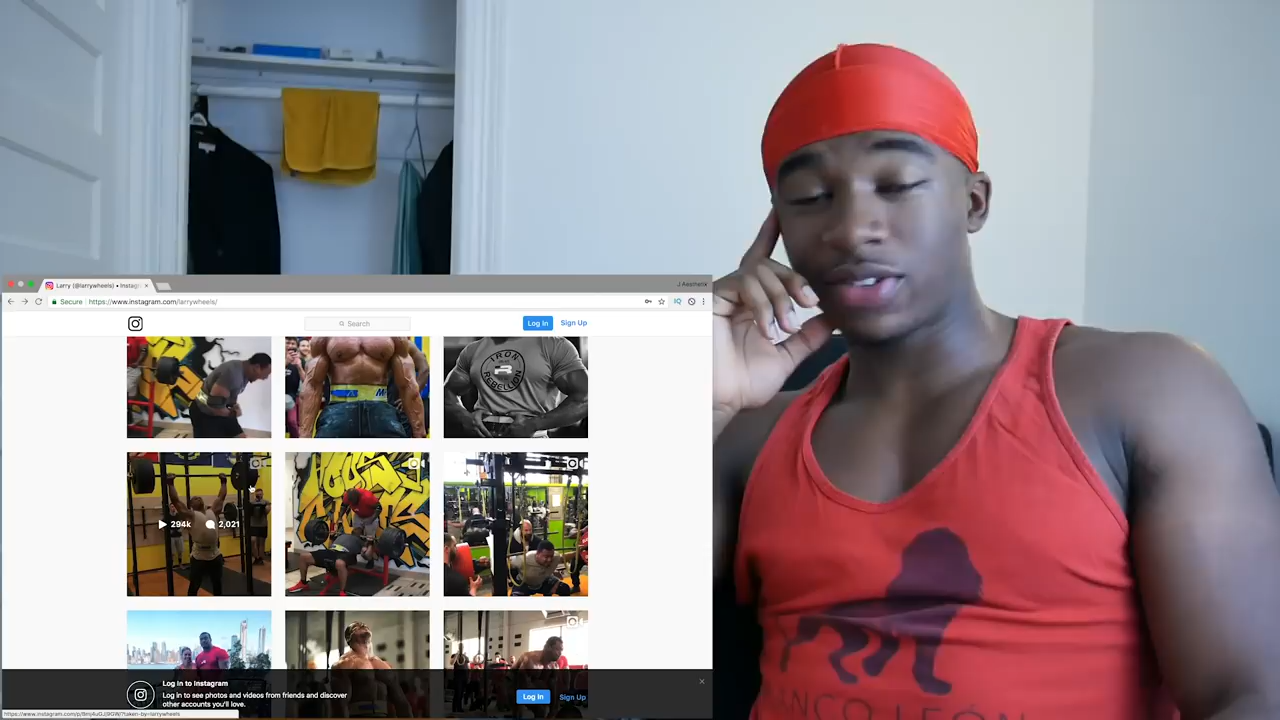 Larry (@larrywheels) • Instag
J Aesthetix
Secure
https://www.instagram.com/larrywheels/
Search
Log In
Sign Up
IRON
REBELLION
294k
2,021
Log in to Instagram
Log in to see photos and videos from friends and discover
other accounts you'll love.
Log In
Sign Up